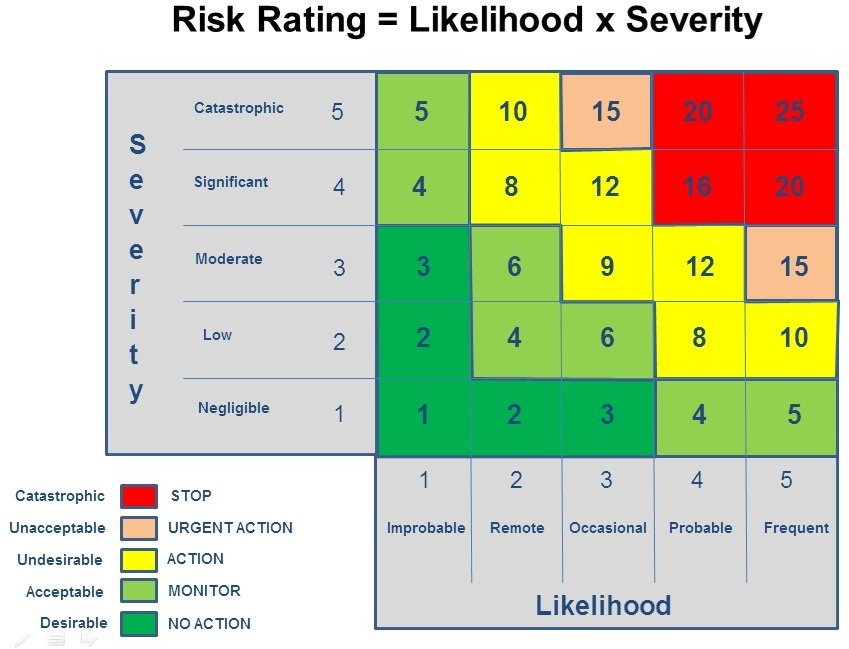 Risk Rating = Likelihood x Severity
Severity
Catastrophic 5 5 10 15 20 25
Significant 4 4 8 12 16 20
Moderate 3 3 6 9 12 15
Low 2 2 4 6 8 10
Negligible 1 1 2 3 4 5
1 2 3 4 5
Improbable Remote Occasional Probable Frequent
Likelihood
Catastrophic STOP
Unacceptable URGENT ACTION
Undesirable ACTION
Acceptable MONITOR
Desirable NO ACTION